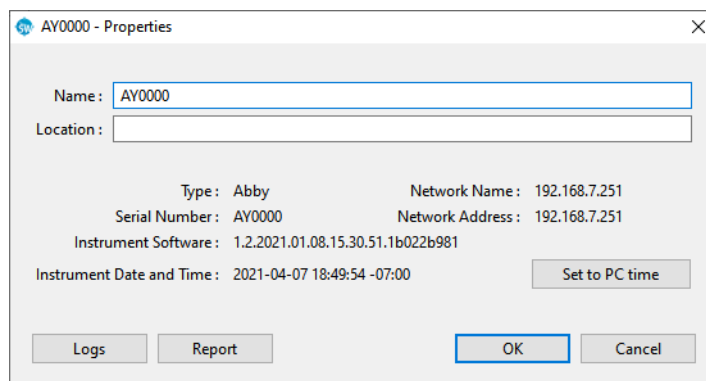 SW AY0000 - Properties
Name : AY0000
Location :
Type : Abby Network Name : 192.168.7.251
Serial Number : AY0000 Network Address : 192.168.7.251
Instrument Software : 1.2.2021.01.08.15.30.51.1b022b981
Instrument Date and Time : 2021-04-07 18:49:54 -07:00 Set to PC time
Logs Report OK Cancel